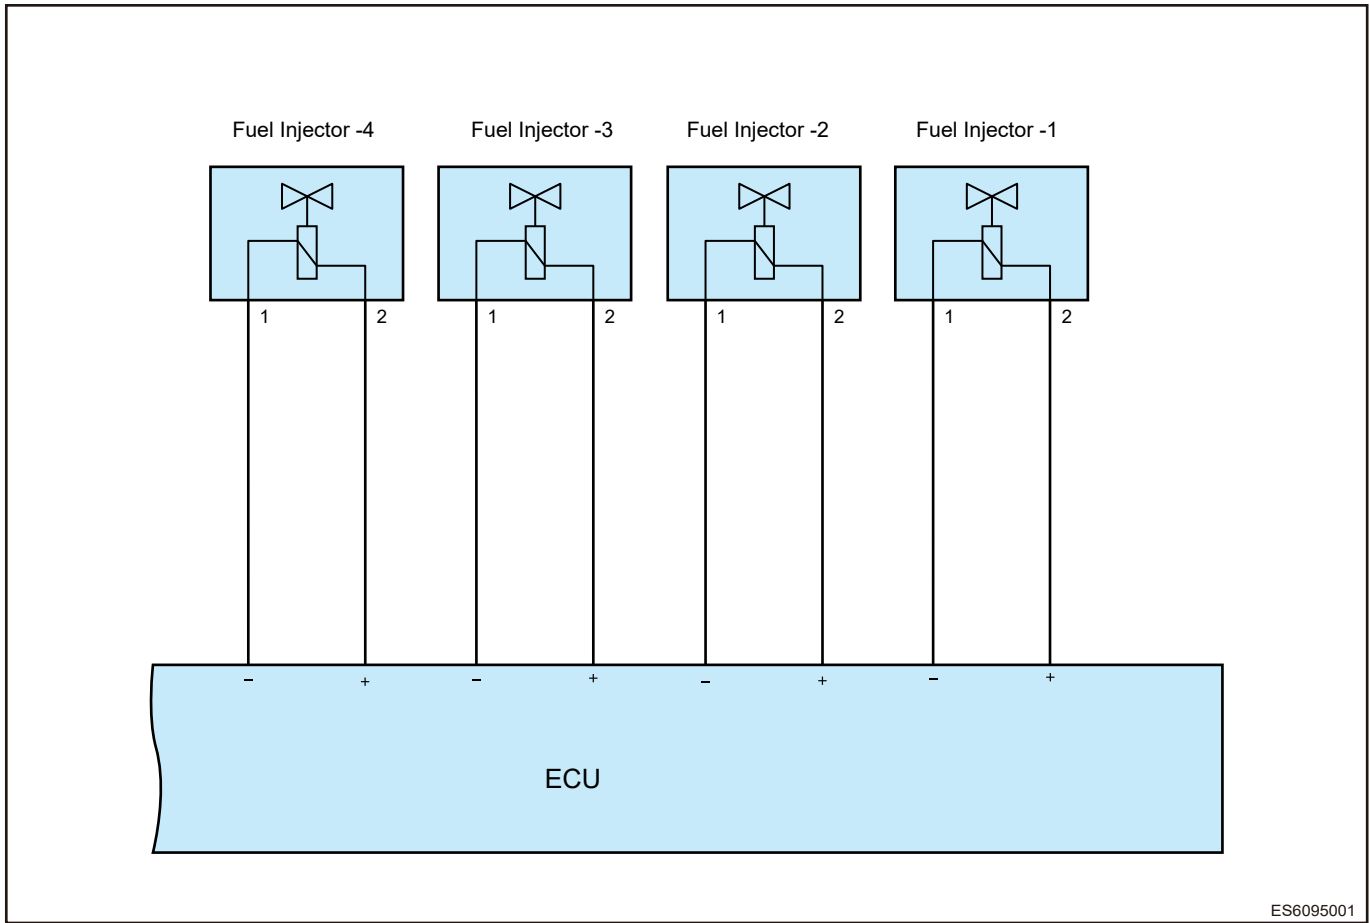 Fuel Injector -4 Fuel Injector -3 Fuel Injector -2 Fuel Injector -1
1 2 1 2 1 2 1 2
– + – + – + – +
ECU
ES6095001